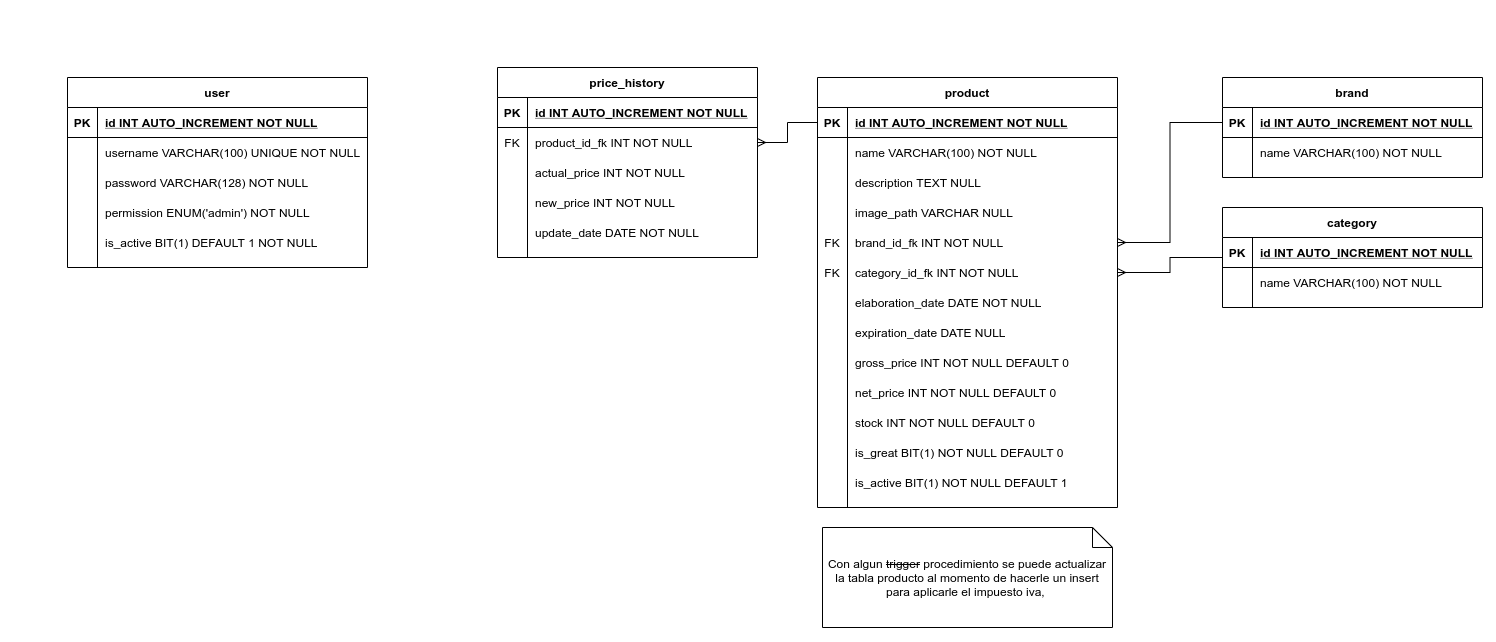 user
PK id INT AUTO_INCREMENT NOT NULL
username VARCHAR(100) UNIQUE NOT NULL
password VARCHAR(128) NOT NULL
permission ENUM('admin') NOT NULL
is_active BIT(1) DEFAULT 1 NOT NULL
price_history
PK id INT AUTO_INCREMENT NOT NULL
FK product_id_fk INT NOT NULL
actual_price INT NOT NULL
new_price INT NOT NULL
update_date DATE NOT NULL
product
PK id INT AUTO_INCREMENT NOT NULL
name VARCHAR(100) NOT NULL
description TEXT NULL
image_path VARCHAR NULL
FK brand_id_fk INT NOT NULL
FK category_id_fk INT NOT NULL
elaboration_date DATE NOT NULL
expiration_date DATE NULL
gross_price INT NOT NULL DEFAULT 0
net_price INT NOT NULL DEFAULT 0
stock INT NOT NULL DEFAULT 0
is_great BIT(1) NOT NULL DEFAULT 0
is_active BIT(1) NOT NULL DEFAULT 1
brand
PK id INT AUTO_INCREMENT NOT NULL
name VARCHAR(100) NOT NULL
category
PK id INT AUTO_INCREMENT NOT NULL
name VARCHAR(100) NOT NULL
Con algun trigger procedimiento se puede actualizar
la tabla producto al momento de hacerle un insert
para aplicarle el impuesto iva,